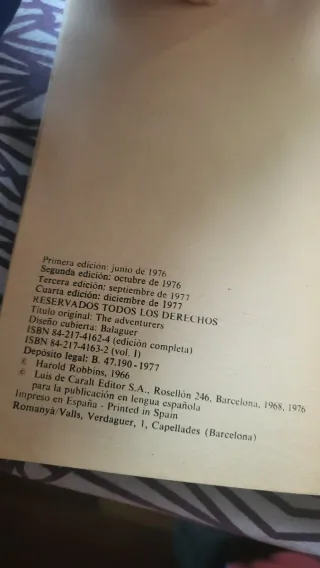 Primera edición: junio de 1976
Segunda edición: octubre de 1976
Tercera edición: septiembre de 1977
Cuarta edición: diciembre de 1977
RESERVADOS TODOS LOS DERECHOS
Título original: The adventurers
Diseño cubierta: Balaguer
ISBN 84-217-4162-4 (edición completa)
ISBN 84-217-4163-2 (vol. I)
Depósito legal: B. 47.190 - 1977
© Harold Robbins, 1966
© Luis de Caralt Editor S.A., Rosellón 246, Barcelona, 1968, 1976
para la publicación en lengua española
Impreso en España - Printed in Spain
Romanyà/Valls, Verdaguer, 1, Capellades (Barcelona)